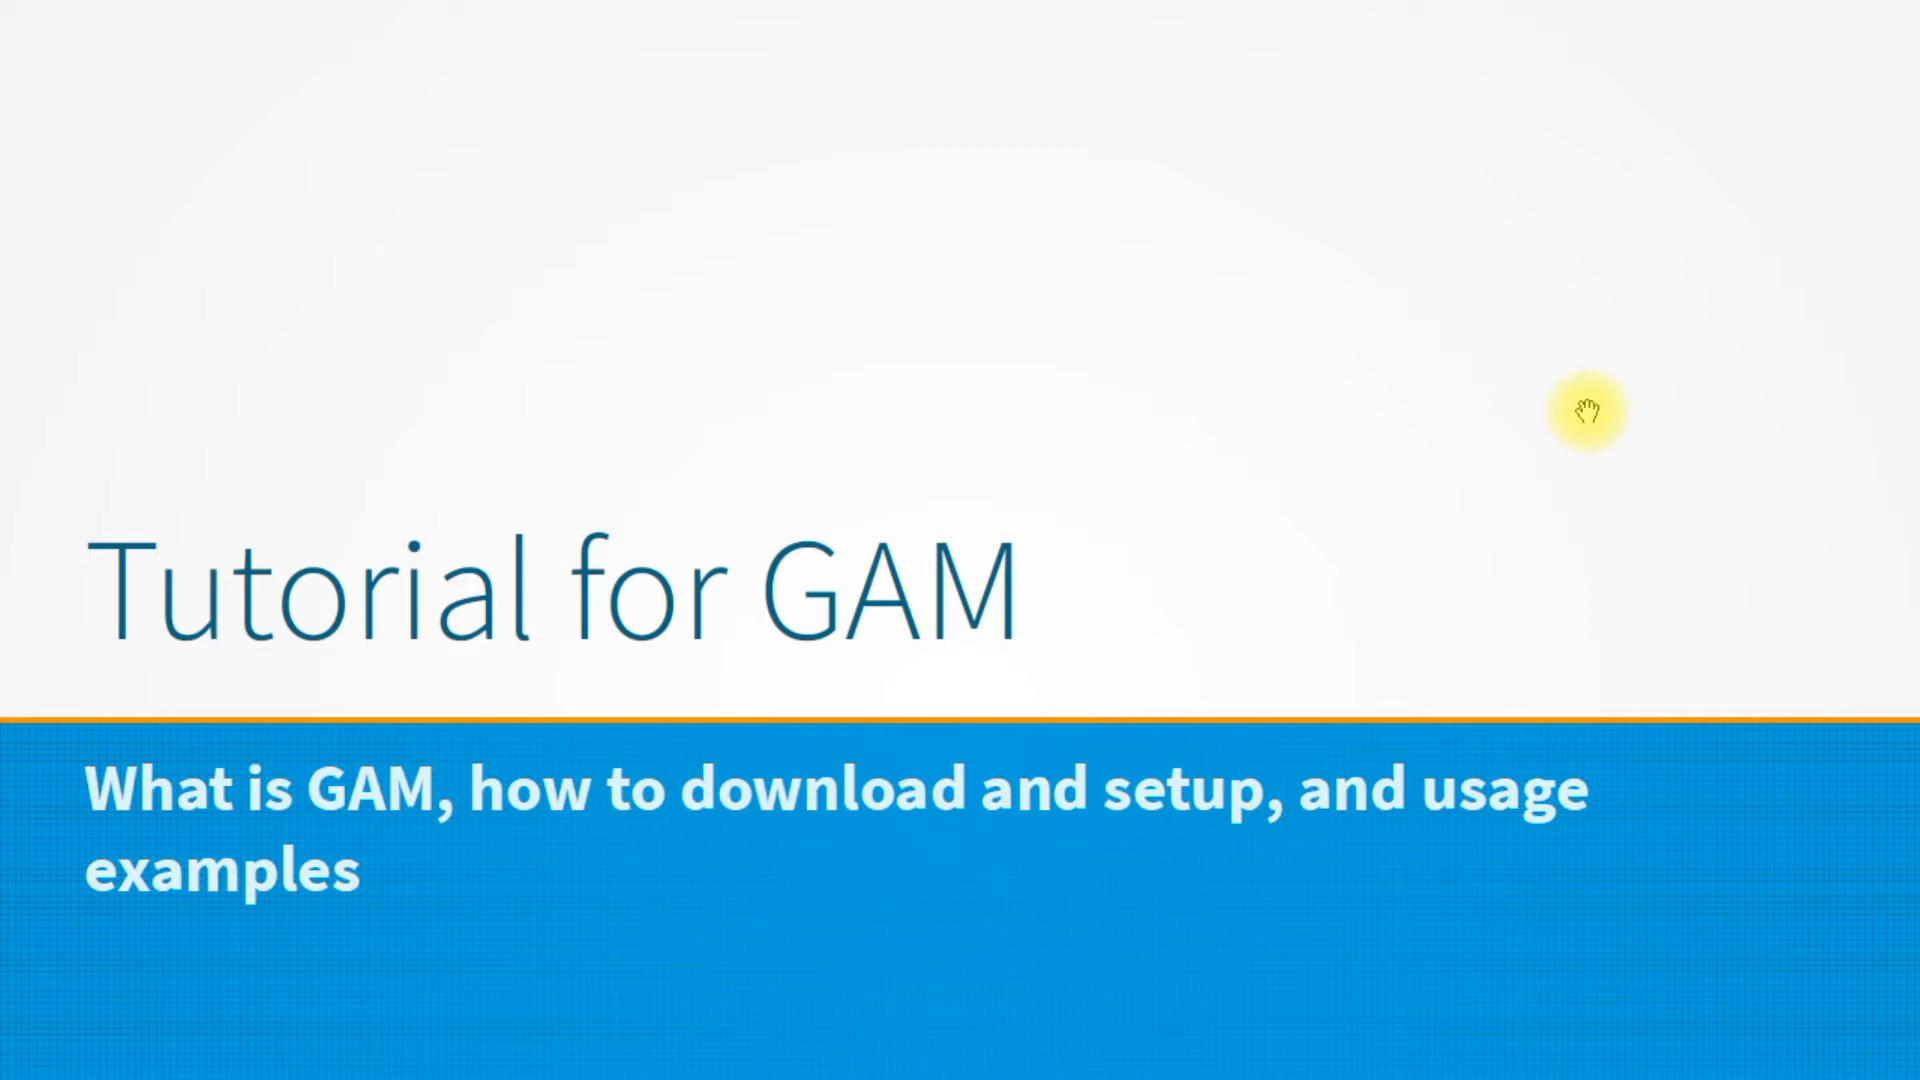 Tutorial for GAM
What is GAM, how to download and setup, and usage
examples